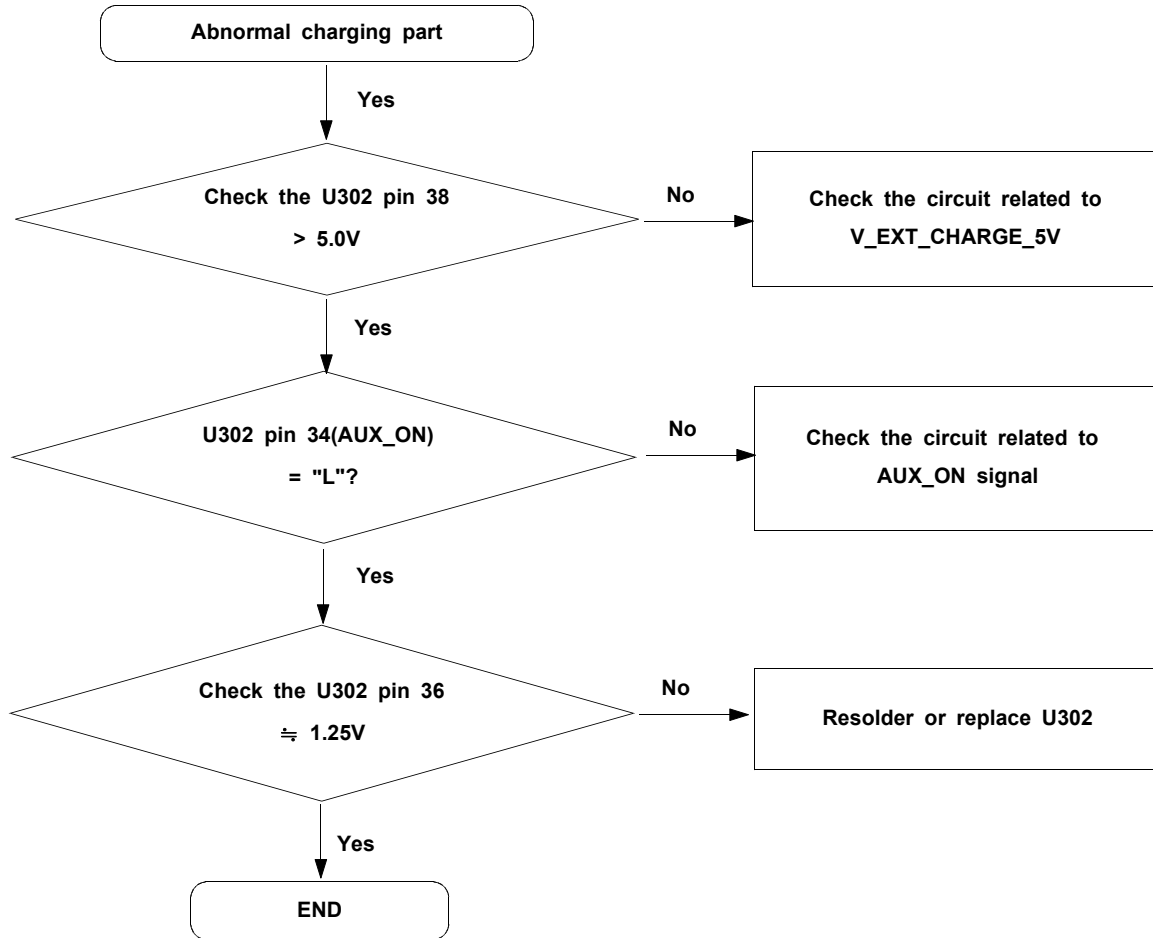 Abnormal charging part
Yes
Check the U302 pin 38
> 5.0V
No
Check the circuit related to
V_EXT_CHARGE_5V
Yes
U302 pin 34(AUX_ON)
= "L"?
No
Check the circuit related to
AUX_ON signal
Yes
Check the U302 pin 36
≒ 1.25V
No
Resolder or replace U302
Yes
END